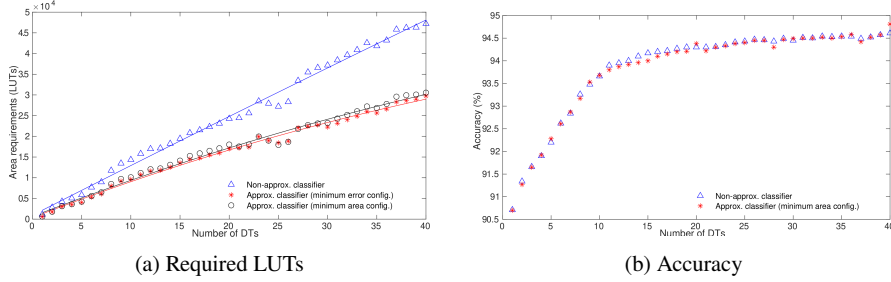 ×10⁴
5
4.5
4
3.5
3
2.5
2
1.5
1
0.5
0
0 5 10 15 20 25 30 35 40
Area requirements (LUTs)
Number of DTs
Non-approx. classifier
Approx. classifier (minimum error config.)
Approx. classifier (minimum area config.)
(a) Required LUTs
95
94.5
94
93.5
93
92.5
92
91.5
91
90.5
0 5 10 15 20 25 30 35 40
Accuracy (%)
Number of DTs
Non-approx. classifier
Approx. classifier (minimum area config.)
(b) Accuracy